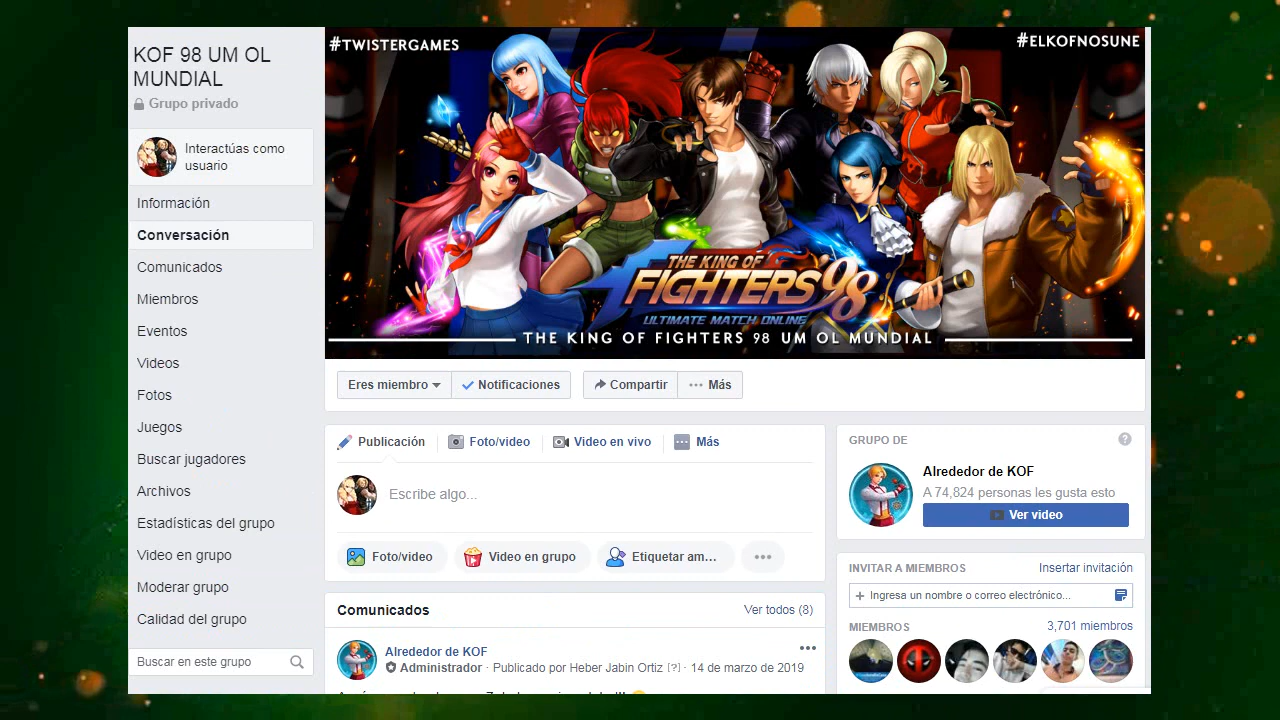 KOF 98 UM OL
MUNDIAL
Grupo privado
Interactúas como
usuario
Información
Conversación
Comunicados
Miembros
Eventos
Videos
Fotos
Juegos
Buscar jugadores
Archivos
Estadísticas del grupo
Video en grupo
Moderar grupo
Calidad del grupo
Buscar en este grupo
#TWISTERGAMES
#ELKOFNOSUNE
THE KING OF
FIGHTERS'98
ULTIMATE MATCH ONLINE
THE KING OF FIGHTERS 98 UM OL MUNDIAL
Eres miembro
Notificaciones
Compartir
Más
Publicación
Foto/video
Video en vivo
Más
Escribe algo...
Foto/video
Video en grupo
Etiquetar am...
Comunicados
Ver todos (8)
Alrededor de KOF
Administrador · Publicado por Heber Jabin Ortiz [?] · 14 de marzo de 2019
GRUPO DE
Alrededor de KOF
A 74,824 personas les gusta esto
Ver video
INVITAR A MIEMBROS
Insertar invitación
+ Ingresa un nombre o correo electrónico...
MIEMBROS
3,701 miembros